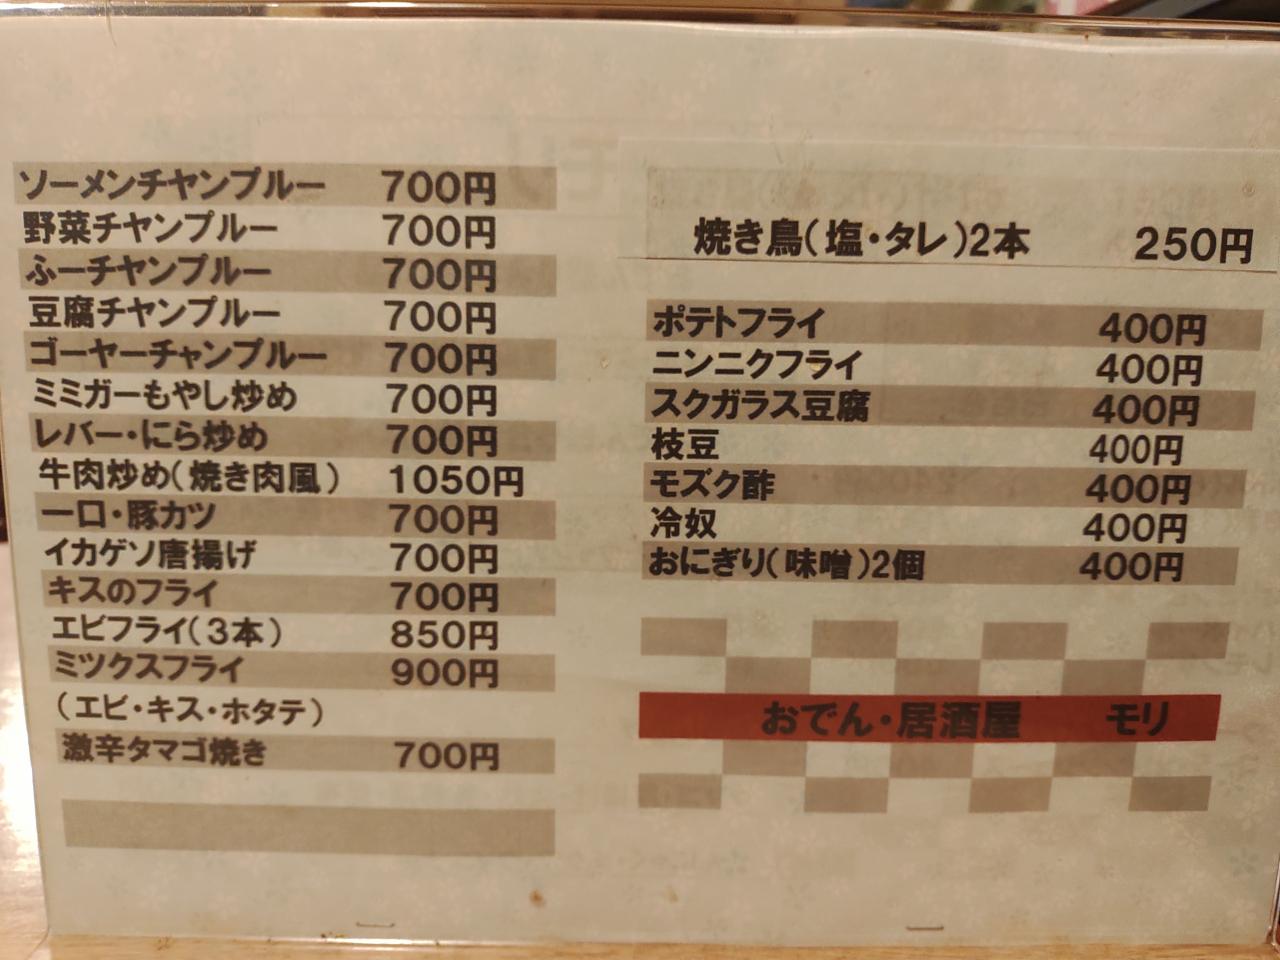 ソーメンチヤンプルー 700円
野菜チヤンプルー 700円
ふーチヤンプルー 700円
豆腐チヤンプルー 700円
ゴーヤーチャンプルー 700円
ミミガーもやし炒め 700円
レバー・にら炒め 700円
牛肉炒め(焼き肉風) 1050円
一口・豚カツ 700円
イカゲソ唐揚げ 700円
キスのフライ 700円
エビフライ(3本) 850円
ミツクスフライ 900円
(エビ・キス・ホタテ)
激辛タマゴ焼き 700円
焼き鳥(塩・タレ)2本 250円
ポテトフライ 400円
ニンニクフライ 400円
スクガラス豆腐 400円
枝豆 400円
モズク酢 400円
冷奴 400円
おにぎり(味噌)2個 400円
おでん・居酒屋 モリ